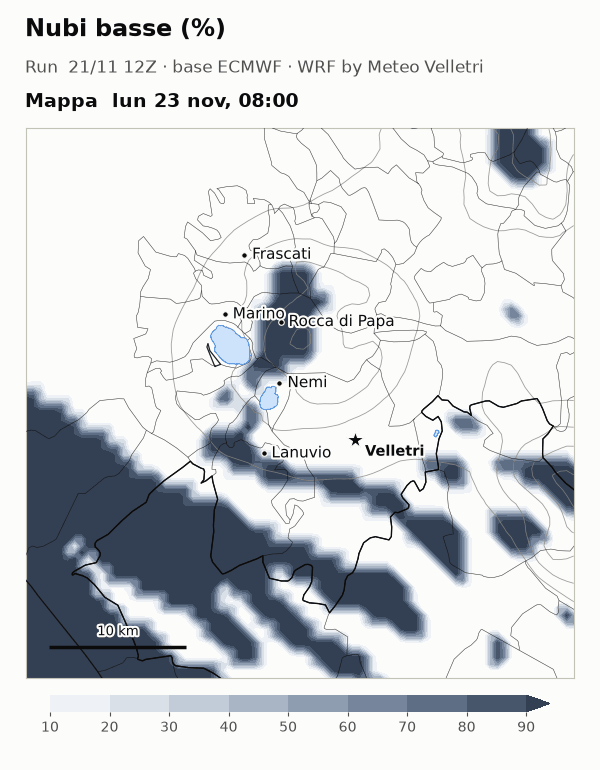 Nubi basse (%)
Run  21/11 12Z · base ECMWF · WRF by Meteo Velletri
Mappa  lun 23 nov, 08:00
Frascati
Marino
Rocca di Papa
Nemi
Velletri
Lanuvio
10 km
10 20 30 40 50 60 70 80 90